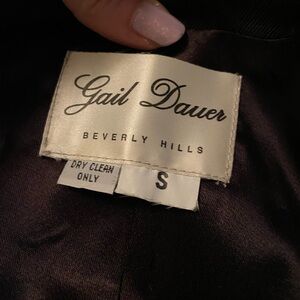 Gail Dauer
BEVERLY HILLS
DRY CLEAN
ONLY
S